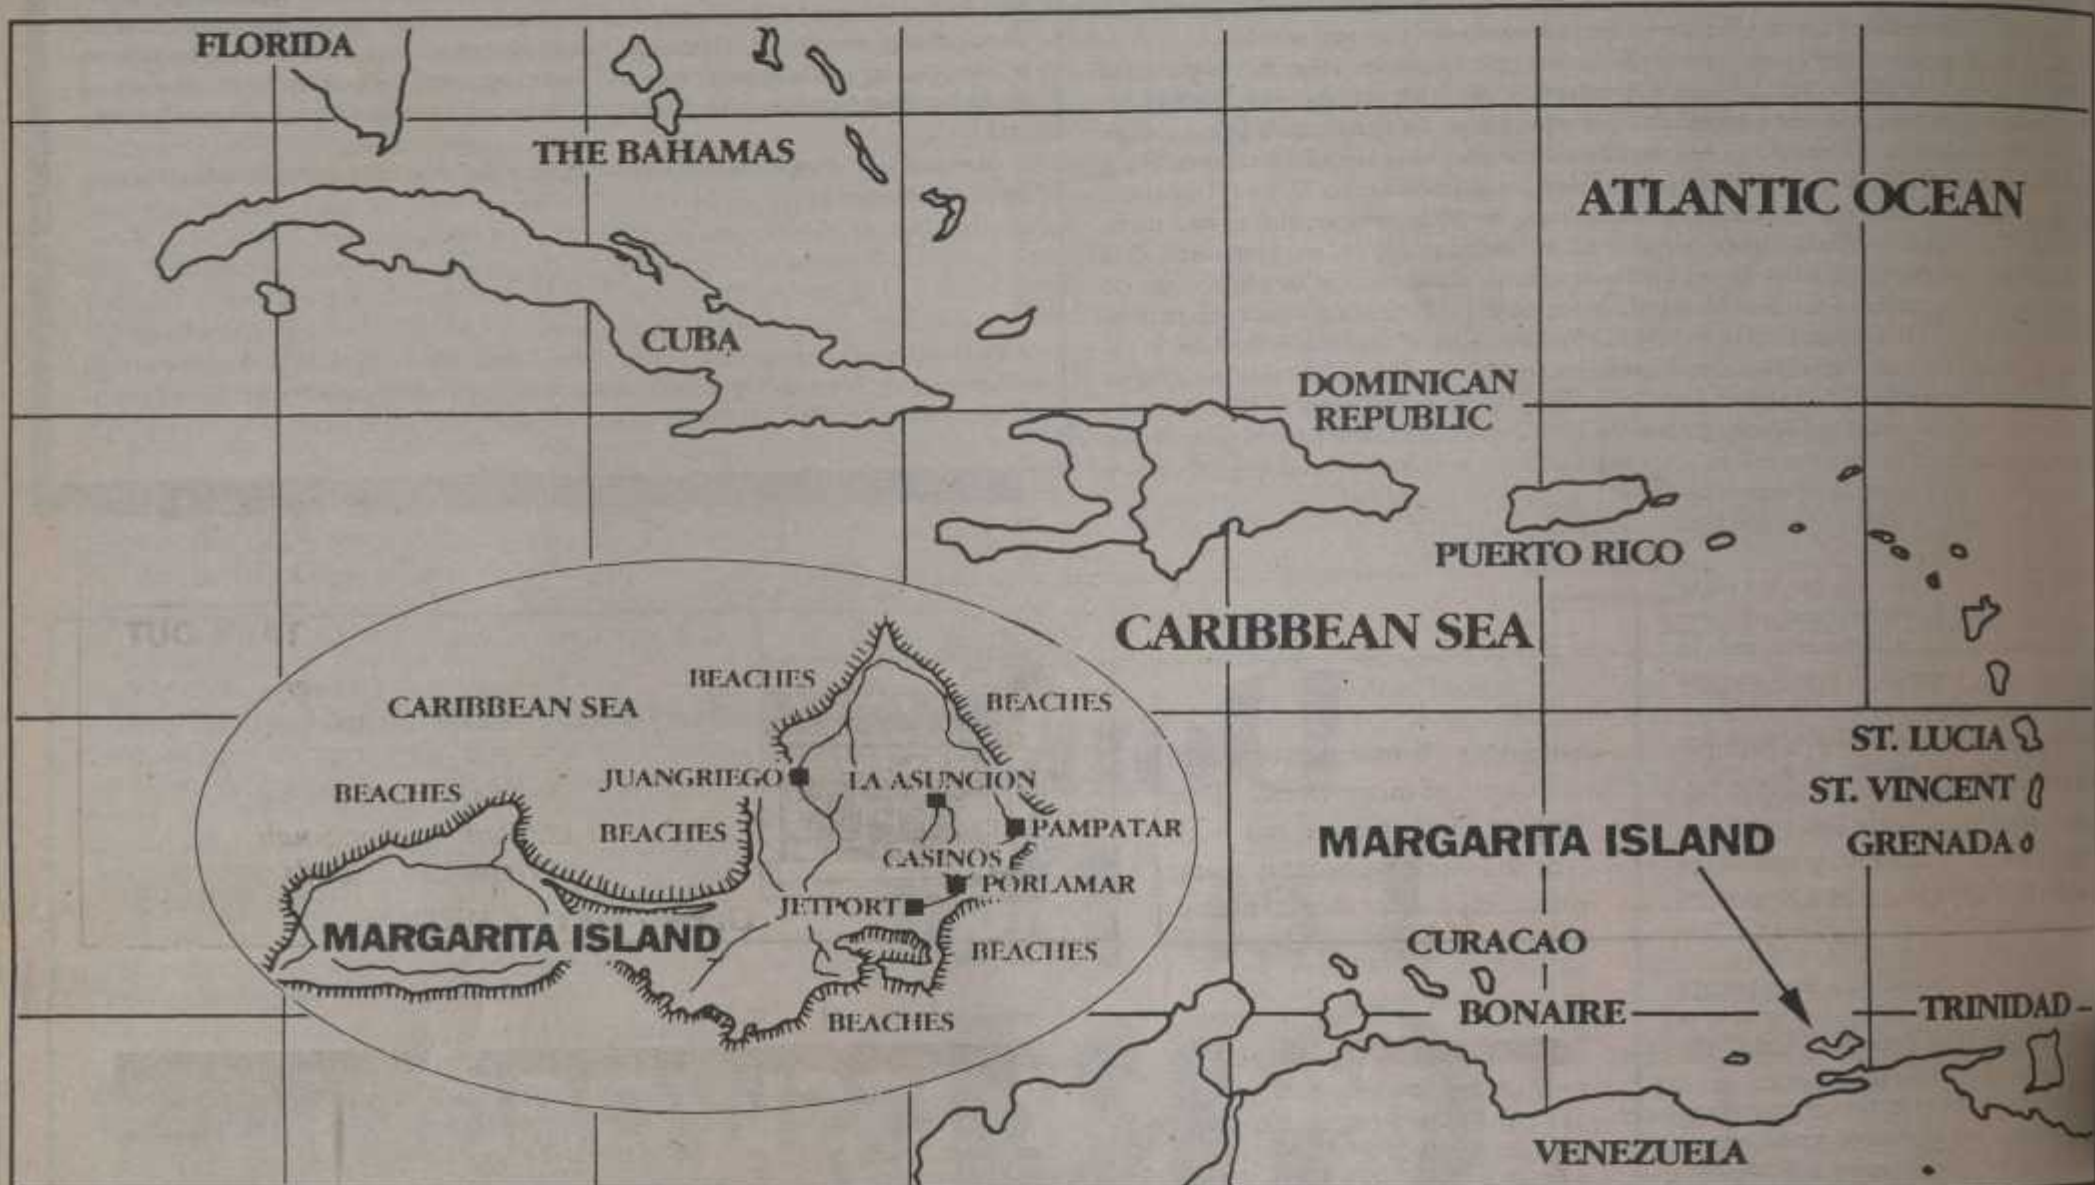 FLORIDA
THE BAHAMAS
ATLANTIC OCEAN
CUBA
DOMINICAN
REPUBLIC
PUERTO RICO
CARIBBEAN SEA
BEACHES
CARIBBEAN SEA
BEACHES
ST. LUCIA
JUANGRIEGO
LA ASUNCION
BEACHES
ST. VINCENT
BEACHES
PAMPATAR
MARGARITA ISLAND
GRENADA
CASINOS
PORLAMAR
JETPORT
MARGARITA ISLAND
BEACHES
CURACAO
BONAIRE
TRINIDAD
BEACHES
VENEZUELA